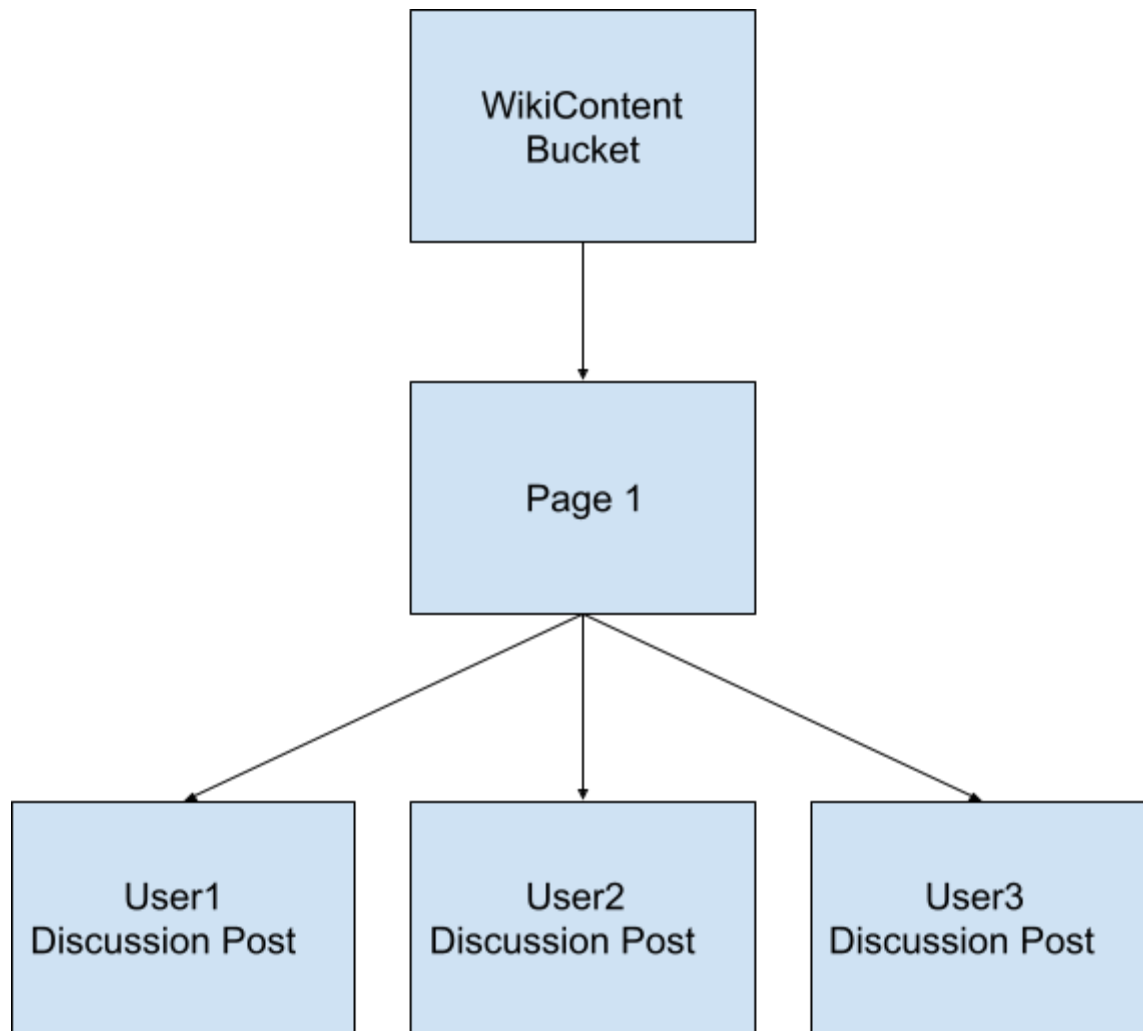 WikiContent
Bucket
Page 1
User1
Discussion Post
User2
Discussion Post
User3
Discussion Post